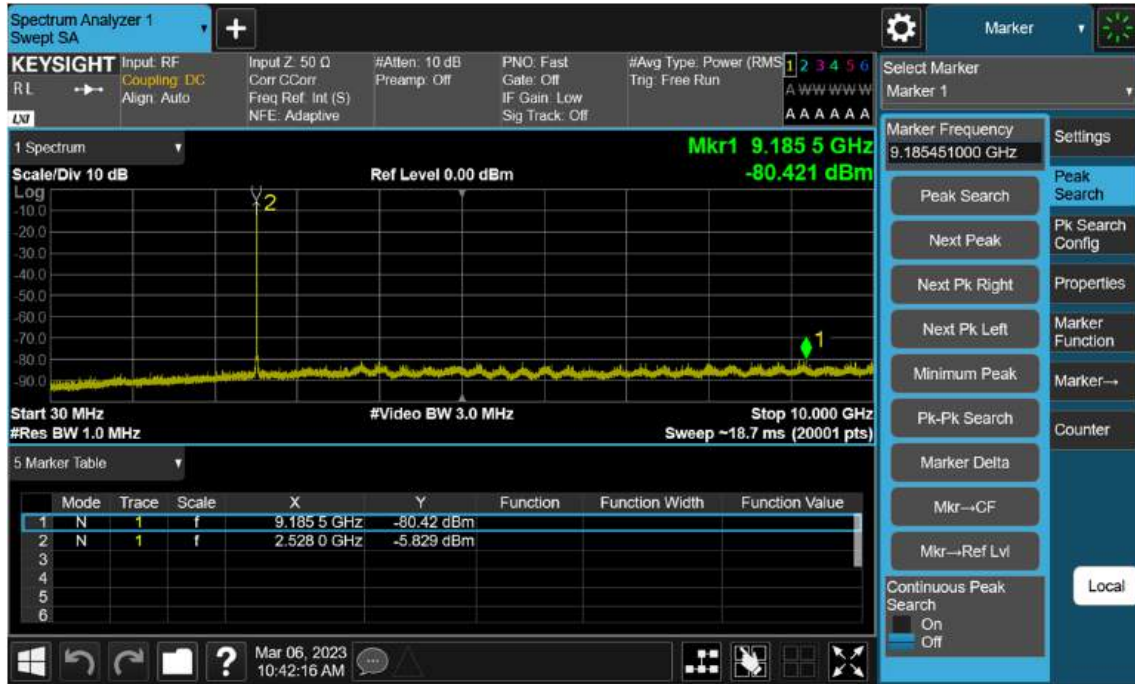 Spectrum Analyzer 1
Swept SA
+
Marker
KEYSIGHT
RL
LXI
Input: RF
Coupling: DC
Align: Auto
Input Z: 50 Ω
Corr CCorr
Freq Ref: Int (S)
NFE: Adaptive
#Atten: 10 dB
Preamp: Off
PNO: Fast
Gate: Off
IF Gain: Low
Sig Track: Off
#Avg Type: Power (RMS
Trig: Free Run
1 2 3 4 5 6
A W W W W W
A A A A A A
Select Marker
Marker 1
1 Spectrum
Mkr1 9.185 5 GHz
Scale/Div 10 dB
Ref Level 0.00 dBm
-80.421 dBm
Log
-10.0
-20.0
-30.0
-40.0
-50.0
-60.0
-70.0
-80.0
-90.0
2
1
Start 30 MHz
#Video BW 3.0 MHz
Stop 10.000 GHz
#Res BW 1.0 MHz
Sweep ~18.7 ms (20001 pts)
5 Marker Table
Mode Trace Scale X Y Function Function Width Function Value
1 N 1 f 9.185 5 GHz -80.42 dBm
2 N 1 f 2.528 0 GHz -5.829 dBm
3
4
5
6
Marker Frequency
9.185451000 GHz
Peak Search
Next Peak
Next Pk Right
Next Pk Left
Minimum Peak
Pk-Pk Search
Marker Delta
Mkr→CF
Mkr→Ref Lvl
Continuous Peak
Search
On
Off
Settings
Peak
Search
Pk Search
Config
Properties
Marker
Function
Marker→
Counter
Local
?
Mar 06, 2023
10:42:16 AM